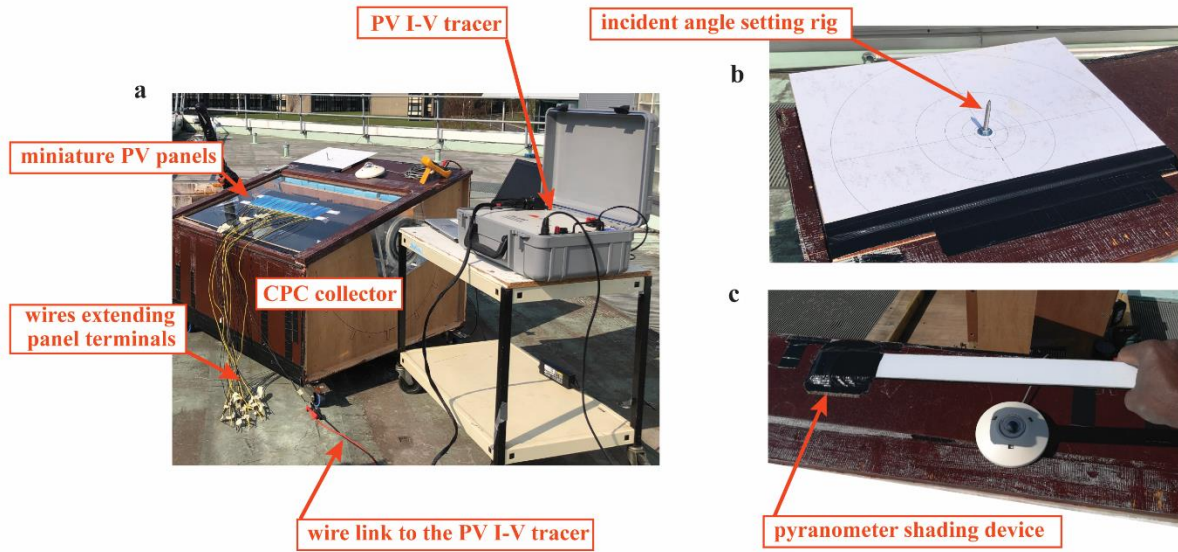 PV I-V tracer
incident angle setting rig
a
b
miniature PV panels
CPC collector
wires extending
panel terminals
c
wire link to the PV I-V tracer
pyranometer shading device